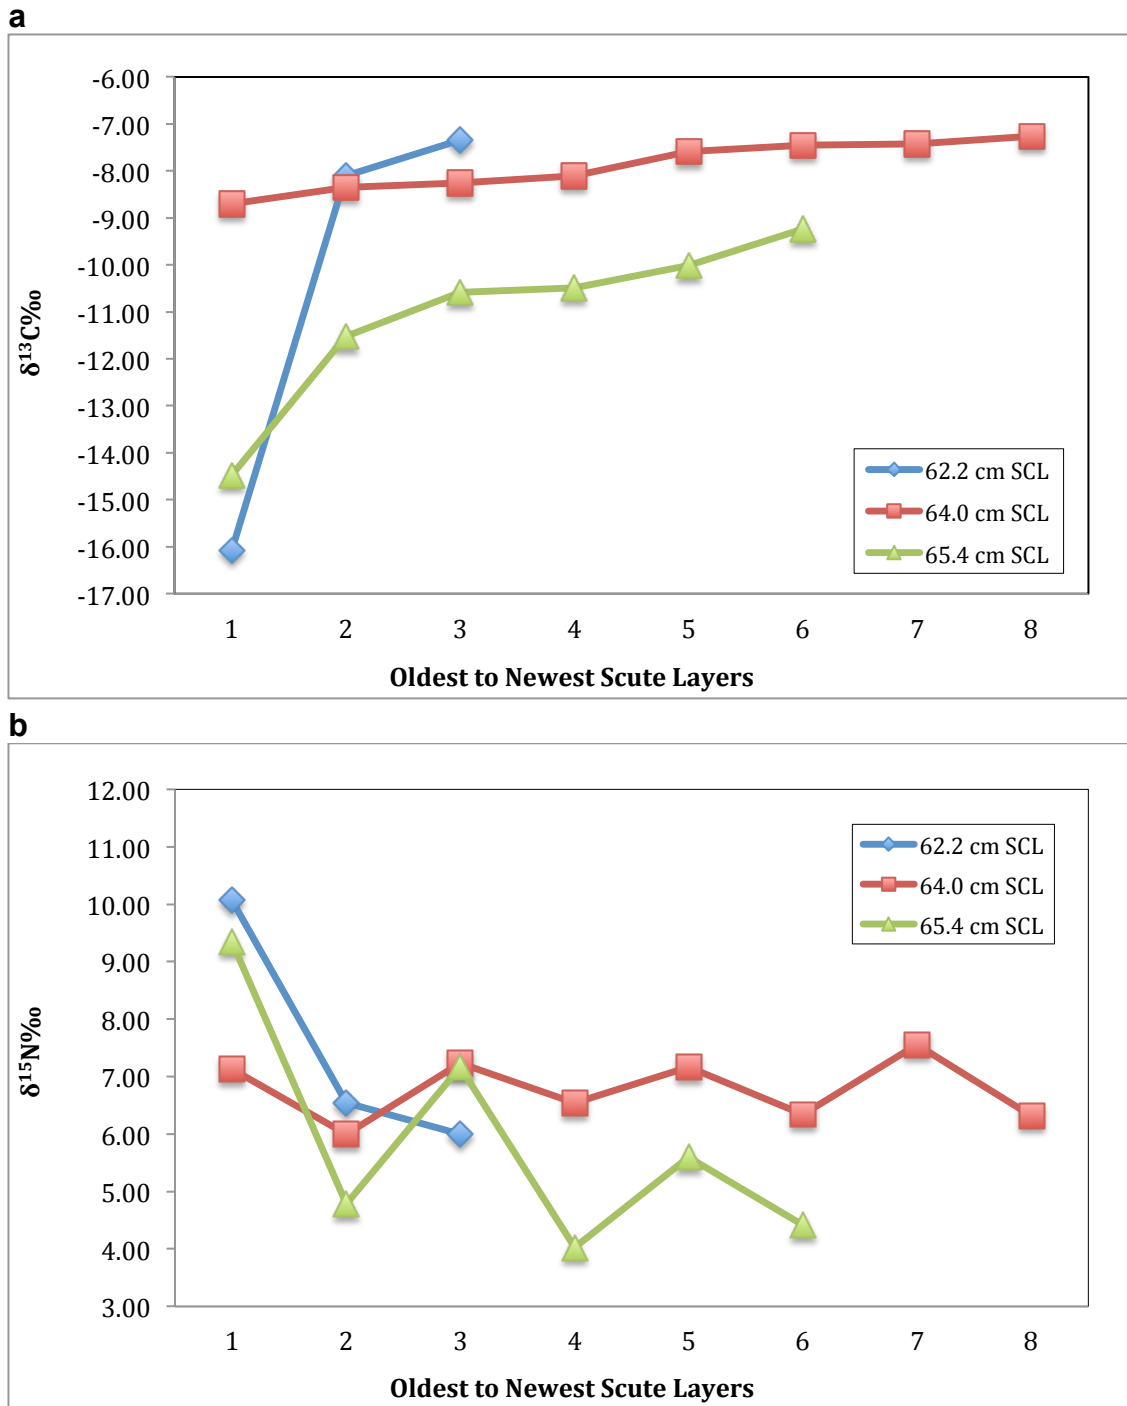 a
-6.00
-7.00
-8.00
-9.00
-10.00
-11.00
-12.00
-13.00
-14.00
-15.00
-16.00
-17.00
δ¹³C‰
62.2 cm SCL
64.0 cm SCL
65.4 cm SCL
1 2 3 4 5 6 7 8
Oldest to Newest Scute Layers
b
12.00
11.00
10.00
9.00
8.00
7.00
6.00
5.00
4.00
3.00
δ¹⁵N‰
62.2 cm SCL
64.0 cm SCL
65.4 cm SCL
1 2 3 4 5 6 7 8
Oldest to Newest Scute Layers